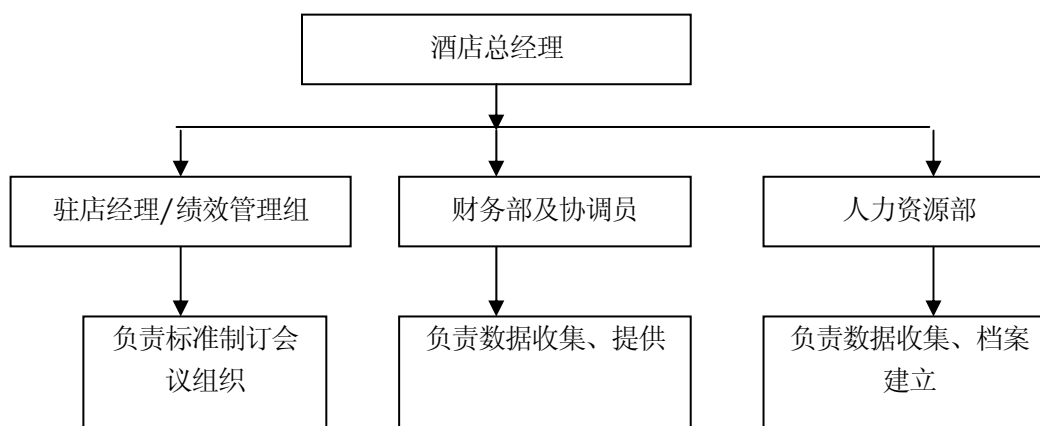 酒店总经理
驻店经理/绩效管理组
财务部及协调员
人力资源部
负责标准制订会
议组织
负责数据收集、提供
负责数据收集、档案
建立